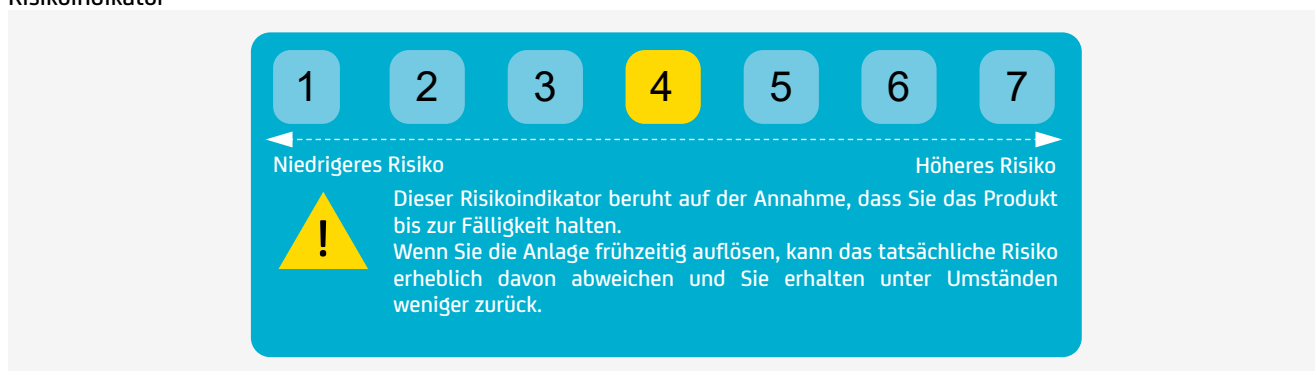 Risikoindikator
1 2 3 4 5 6 7
Niedrigeres Risiko Höheres Risiko
Dieser Risikoindikator beruht auf der Annahme, dass Sie das Produkt
bis zur Fälligkeit halten.
! Wenn Sie die Anlage frühzeitig auflösen, kann das tatsächliche Risiko
erheblich davon abweichen und Sie erhalten unter Umständen
weniger zurück.